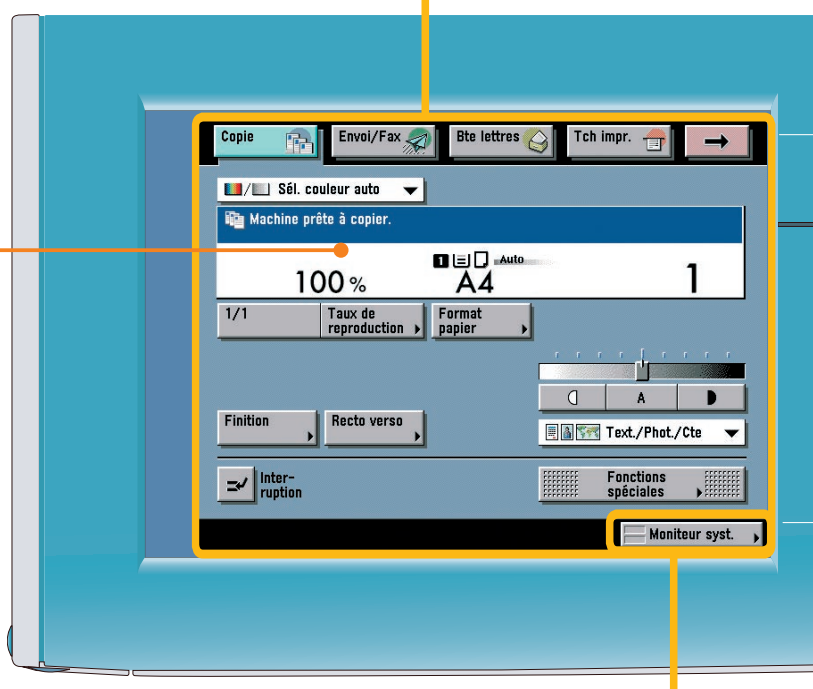 Copie
Envoi/Fax
Bte lettres
Tch impr.
Sél. couleur auto
Machine prête à copier.
100 %
1 Auto
A4
1
1/1
Taux de
reproduction
Format
papier
A
Finition
Recto verso
Text./Phot./Cte
Inter-
ruption
Fonctions
spéciales
Moniteur syst.